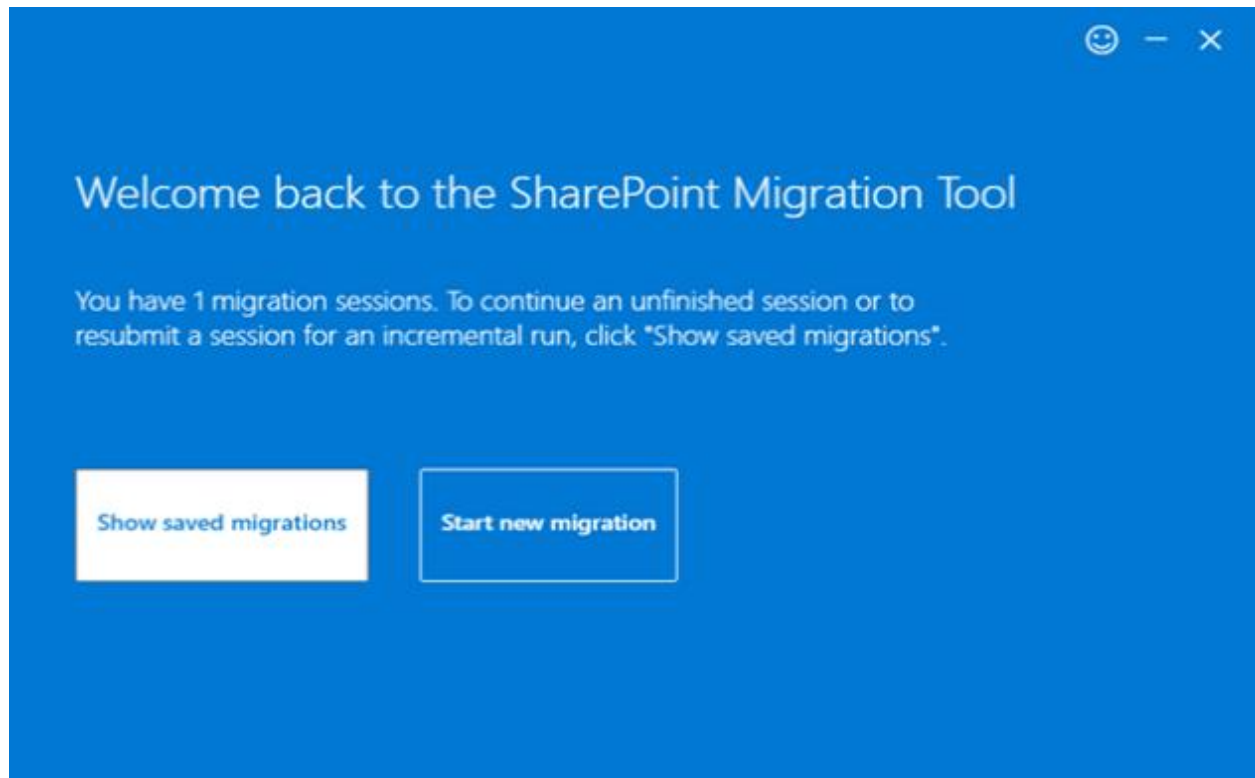 Welcome back to the SharePoint Migration Tool
You have 1 migration sessions. To continue an unfinished session or to
resubmit a session for an incremental run, click "Show saved migrations".
Show saved migrations
Start new migration